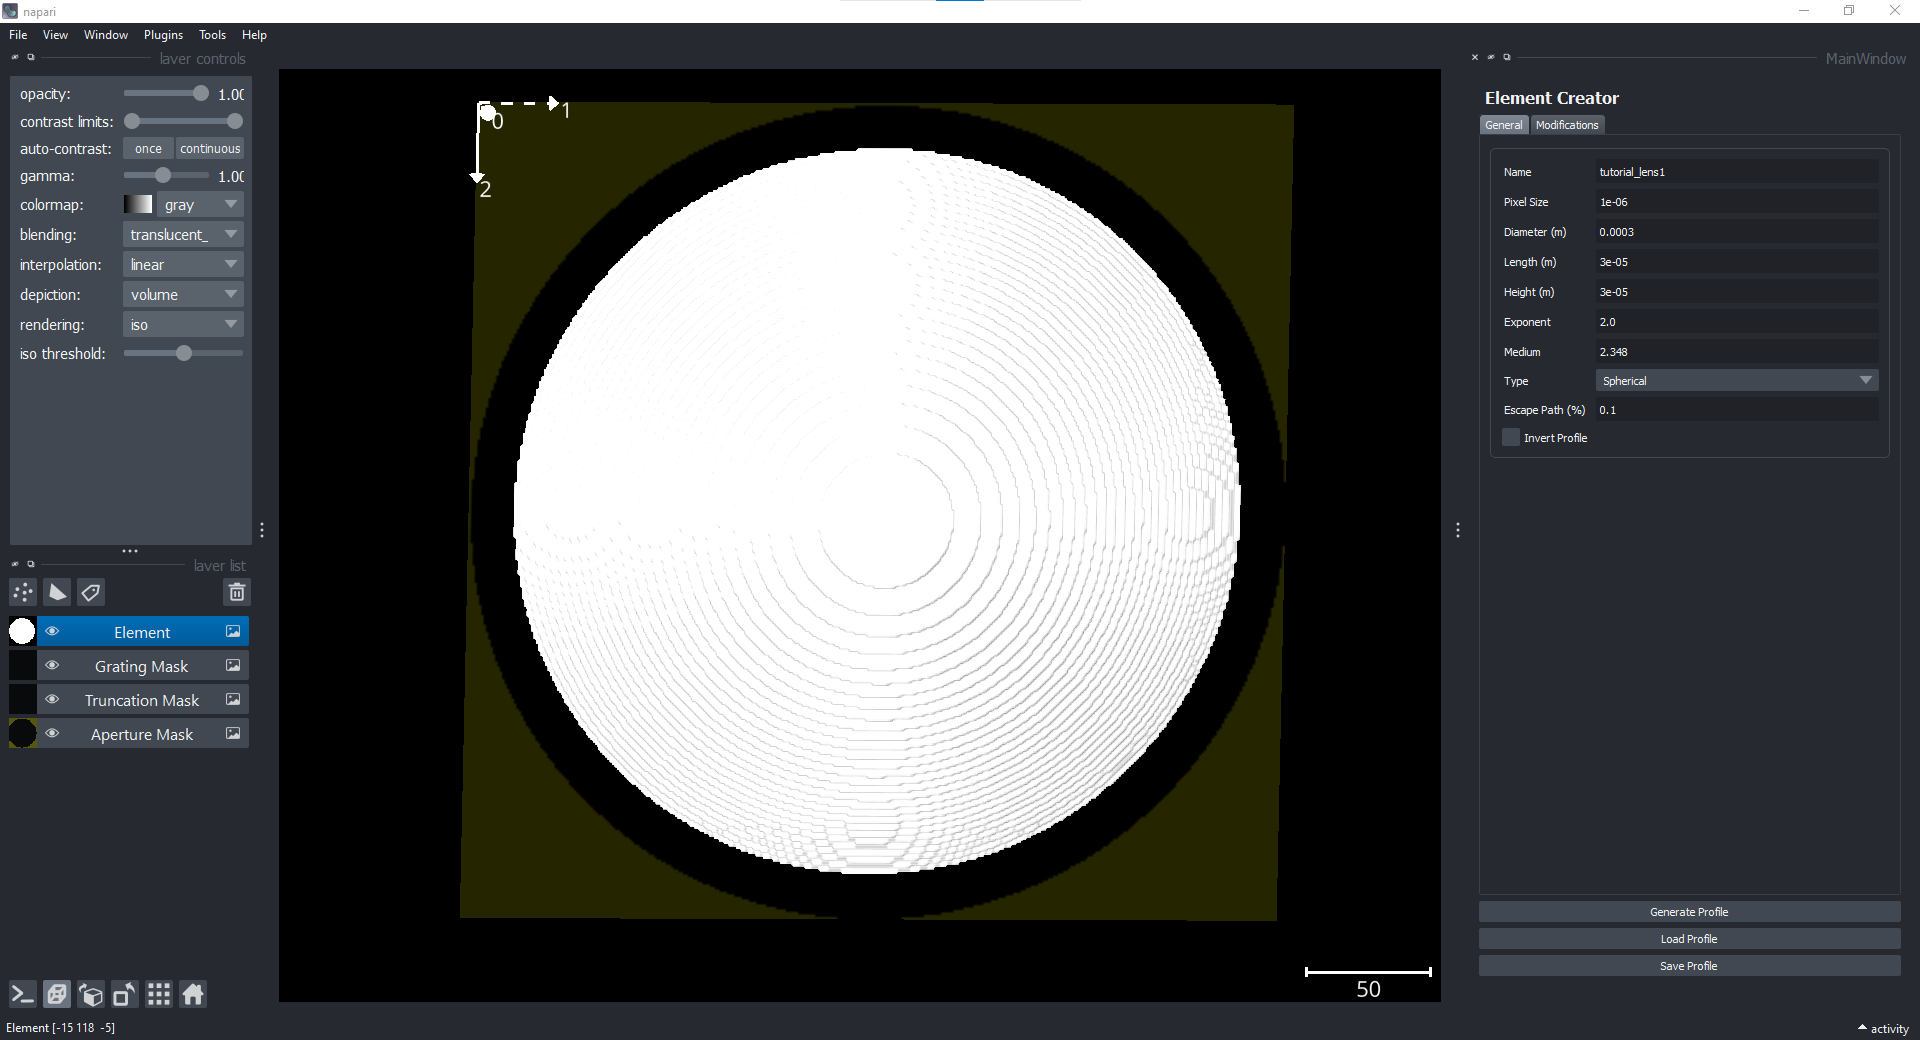 napari
File View Window Plugins Tools Help
layer controls
opacity: 1.00
contrast limits:
auto-contrast: once continuous
gamma: 1.00
colormap: gray
blending: translucent_
interpolation: linear
depiction: volume
rendering: iso
iso threshold:
layer list
Element
Grating Mask
Truncation Mask
Aperture Mask
Element [-15 118 -5]
0
1
2
50
MainWindow
Element Creator
General Modifications
Name tutorial_lens1
Pixel Size 1e-06
Diameter (m) 0.0003
Length (m) 3e-05
Height (m) 3e-05
Exponent 2.0
Medium 2.348
Type Spherical
Escape Path (%) 0.1
Invert Profile
Generate Profile
Load Profile
Save Profile
activity